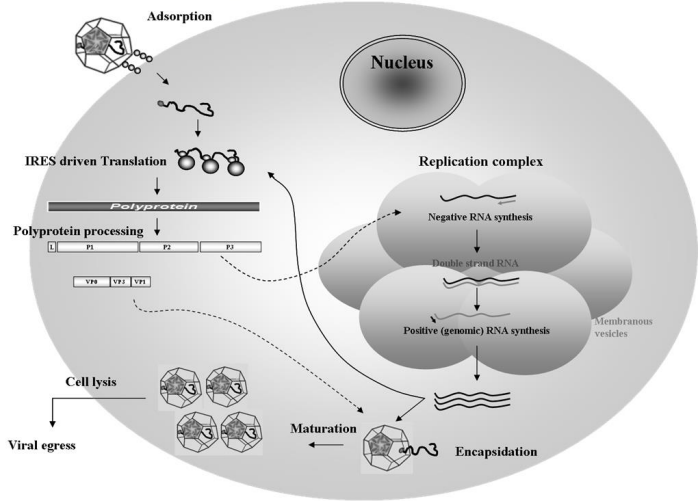 Adsorption
Nucleus
IRES driven Translation
Replication complex
Polyprotein
Negative RNA synthesis
Polyprotein processing
L P1 P2 P3
Double strand RNA
VP0 VP3 VP1
Positive (genomic) RNA synthesis
Membranous
vesicles
Cell lysis
Maturation
Viral egress
Encapsidation